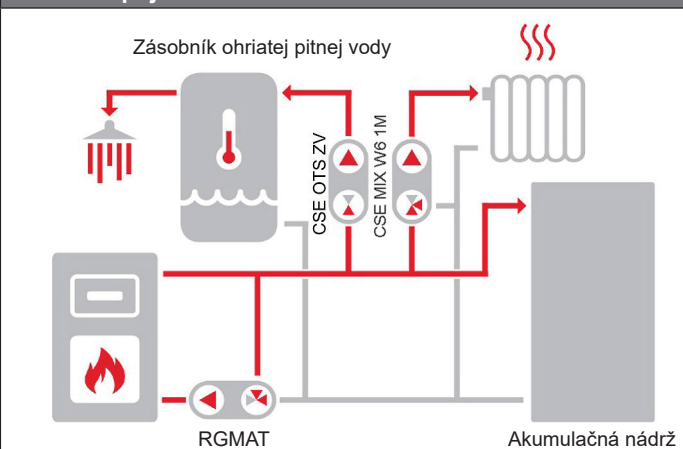 Zásobník ohriatej pitnej vody
CSE OTS ZV
CSE MIX W6 1M
RGMAT
Akumulačná nádrž